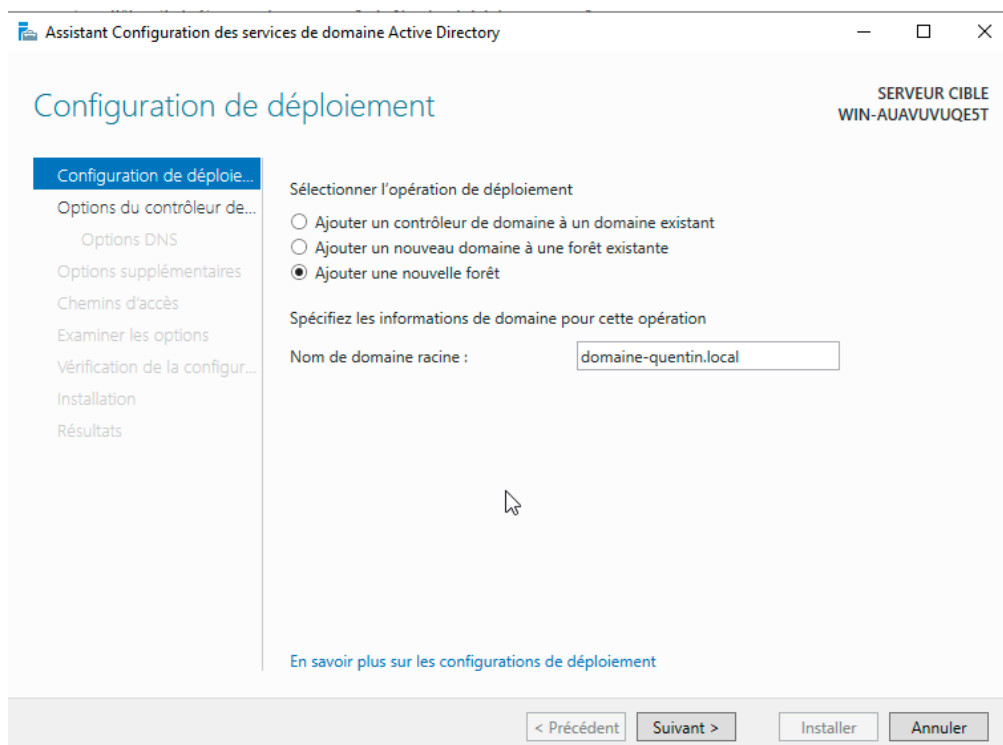 Assistant Configuration des services de domaine Active Directory
Configuration de déploiement
SERVEUR CIBLE
WIN-AUAVUVUQE5T
Configuration de déploie...
Options du contrôleur de...
Options DNS
Options supplémentaires
Chemins d'accès
Examiner les options
Vérification de la configur...
Installation
Résultats
Sélectionner l'opération de déploiement
Ajouter un contrôleur de domaine à un domaine existant
Ajouter un nouveau domaine à une forêt existante
Ajouter une nouvelle forêt
Spécifiez les informations de domaine pour cette opération
Nom de domaine racine : domaine-quentin.local
En savoir plus sur les configurations de déploiement
< Précédent Suivant > Installer Annuler